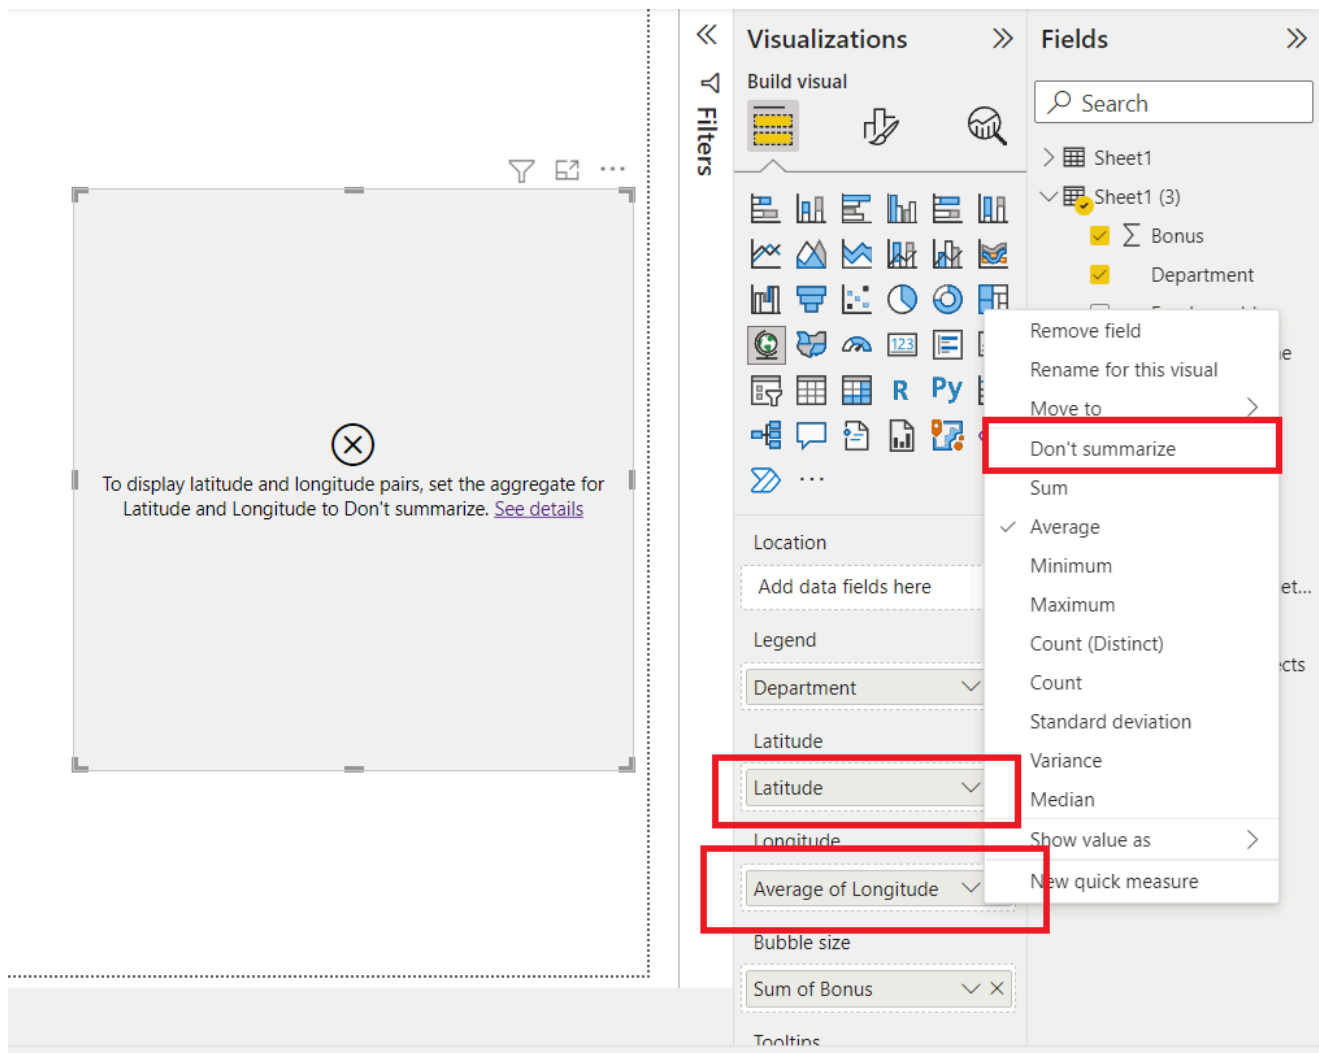 Visualizations
Fields
Build visual
Search
Filters
Sheet1
Sheet1 (3)
Bonus
Department
To display latitude and longitude pairs, set the aggregate for
Latitude and Longitude to Don't summarize. See details
123
R
Py
Location
Add data fields here
Legend
Department
Latitude
Latitude
Longitude
Average of Longitude
Bubble size
Sum of Bonus
Tooltips
Remove field
Rename for this visual
Move to
Don't summarize
Sum
Average
Minimum
Maximum
Count (Distinct)
Count
Standard deviation
Variance
Median
Show value as
New quick measure